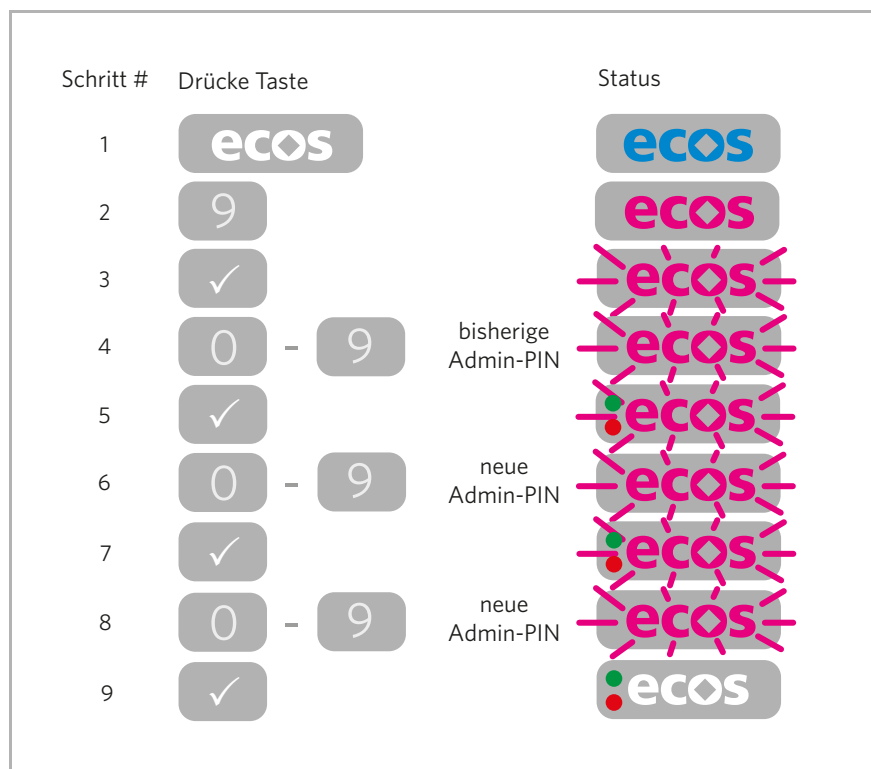 Schritt # Drücke Taste Status
1 ecos ecos
2 9 ecos
3 ✓ ecos
4 0 - 9 bisherige Admin-PIN ecos
5 ✓ ecos
6 0 - 9 neue Admin-PIN ecos
7 ✓ ecos
8 0 - 9 neue Admin-PIN ecos
9 ✓ ecos